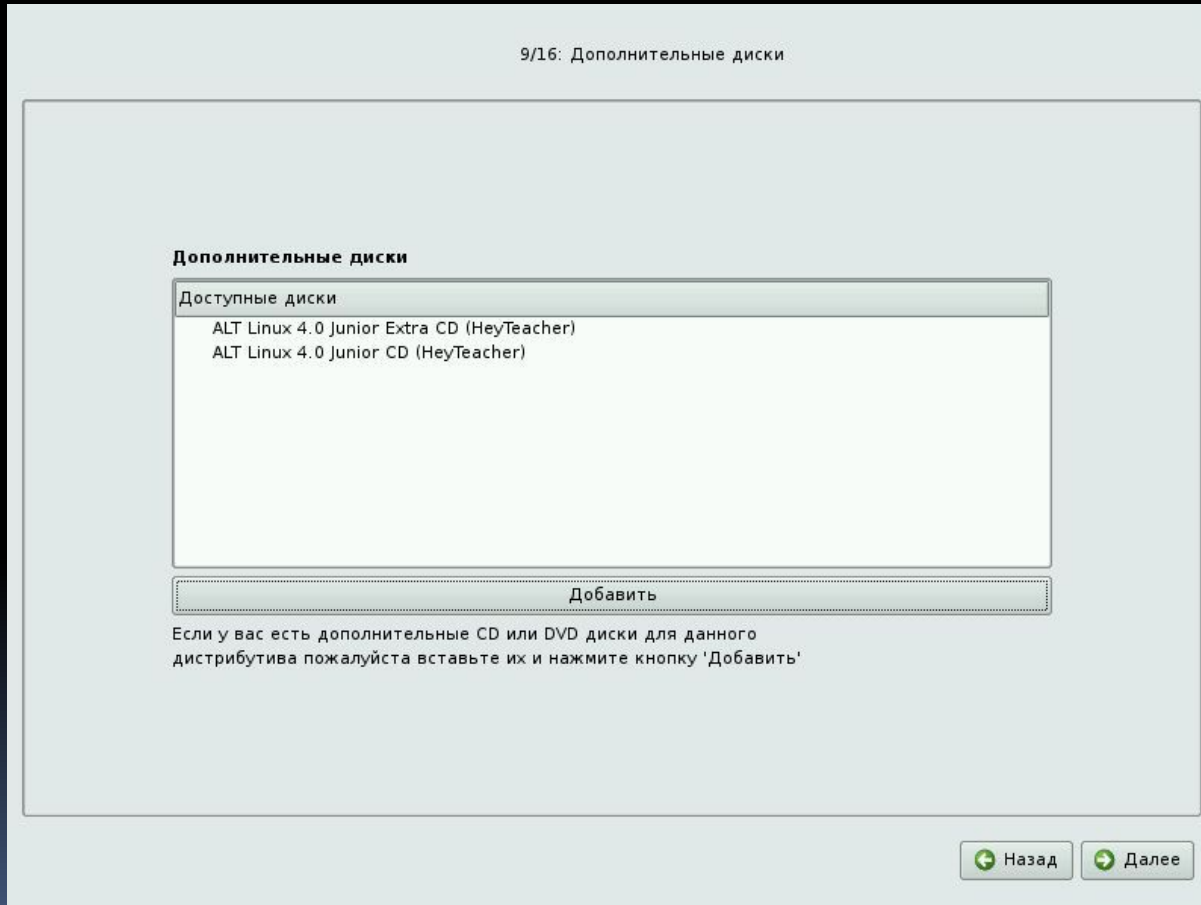 9/16: Дополнительные диски
Дополнительные диски
Доступные диски
ALT Linux 4.0 Junior Extra CD (HeyTeacher)
ALT Linux 4.0 Junior CD (HeyTeacher)
Добавить
Если у вас есть дополнительные CD или DVD диски для данного
дистрибутива пожалуйста вставьте их и нажмите кнопку 'Добавить'
Назад
Далее